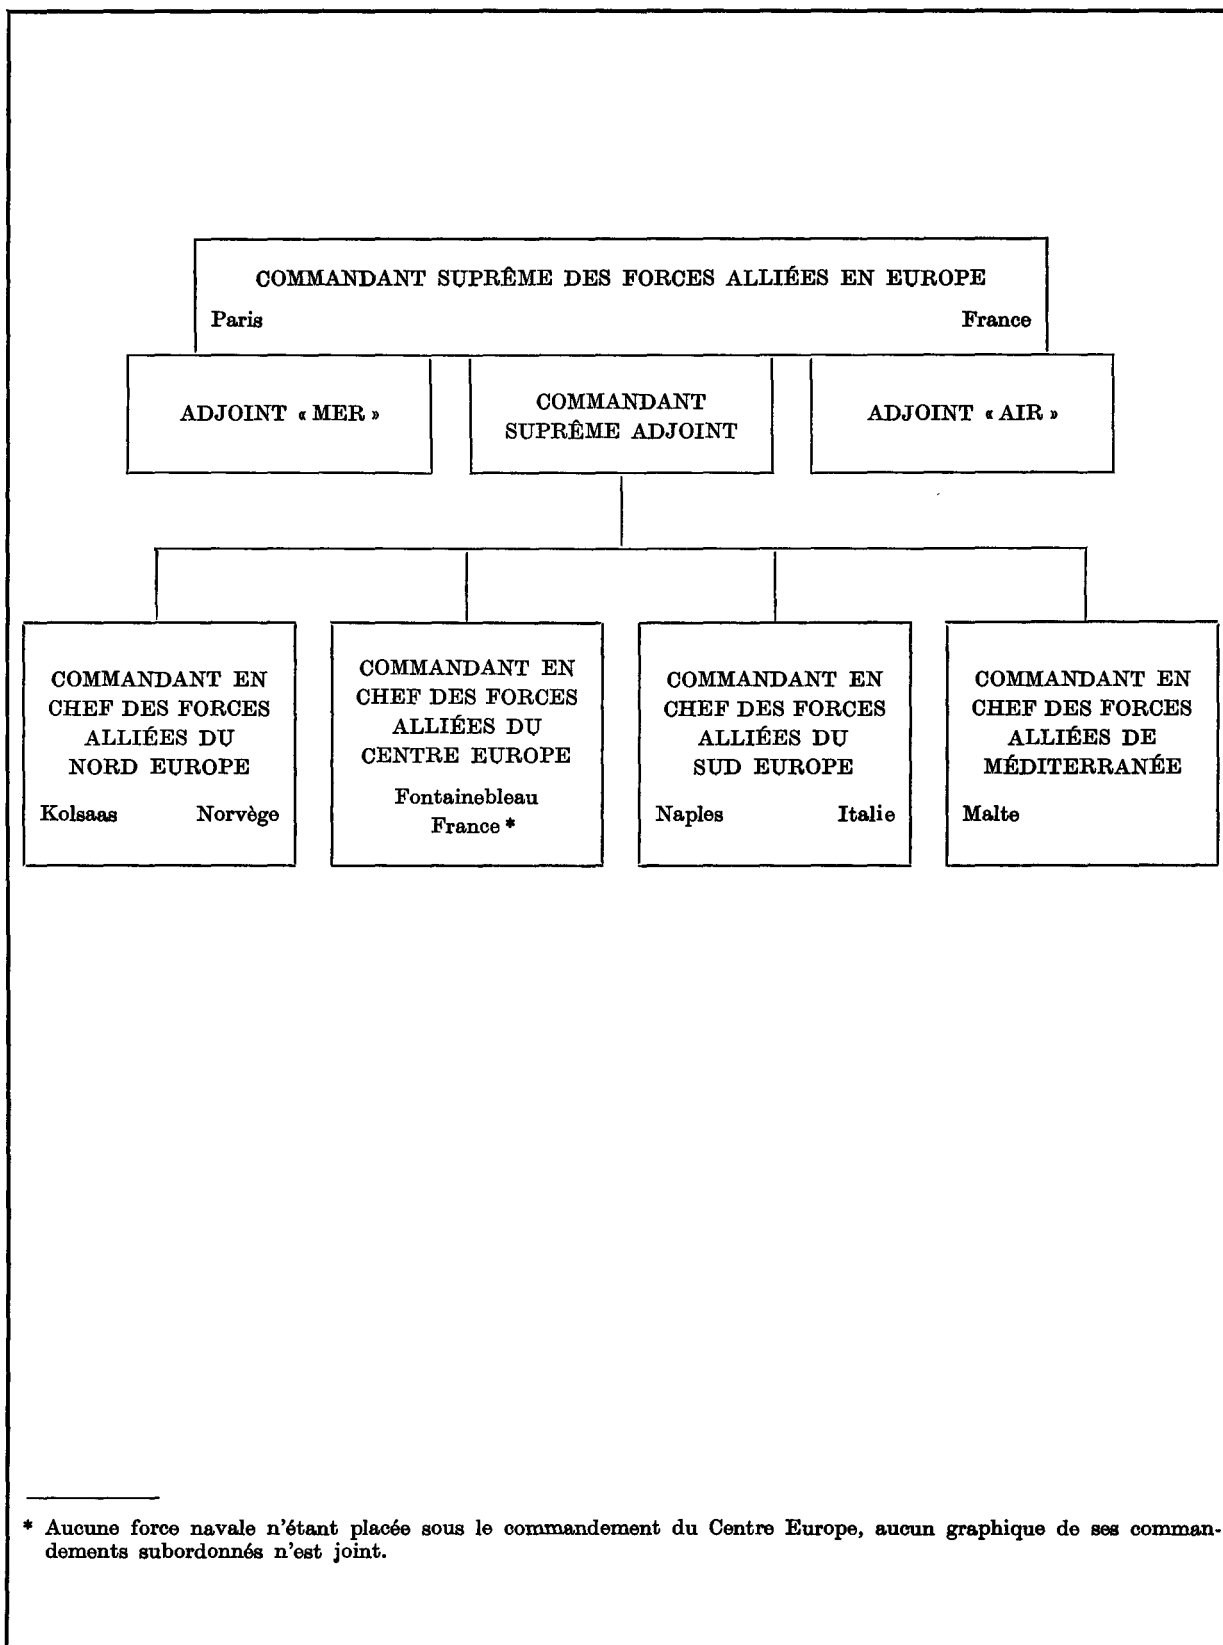 COMMANDANT SUPRÊME DES FORCES ALLIÉES EN EUROPE
Paris France
ADJOINT « MER »
COMMANDANT
SUPRÊME ADJOINT
ADJOINT « AIR »
COMMANDANT EN
CHEF DES FORCES
ALLIÉES DU
NORD EUROPE
Kolsaas Norvège
COMMANDANT EN
CHEF DES FORCES
ALLIÉES DU
CENTRE EUROPE
Fontainebleau
France *
COMMANDANT EN
CHEF DES FORCES
ALLIÉES DU
SUD EUROPE
Naples Italie
COMMANDANT EN
CHEF DES FORCES
ALLIÉES DE
MÉDITERRANÉE
Malte
* Aucune force navale n'étant placée sous le commandement du Centre Europe, aucun graphique de ses comman-
dements subordonnés n'est joint.